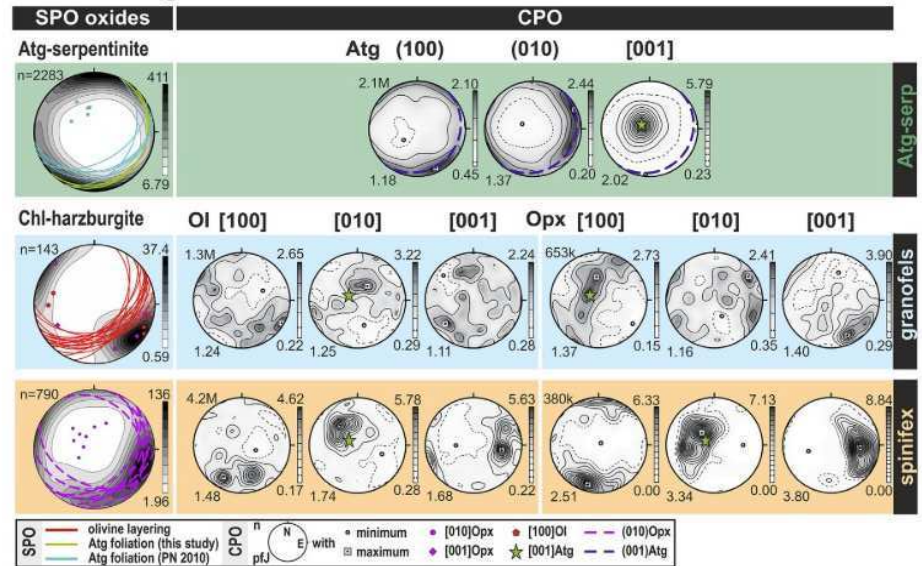 SPO oxides CPO
Atg-serpentinite Atg (100) (010) [001]
n=2283 411 2.1M 2.10 2.44 5.79
6.79 1.18 0.45 1.37 0.20 2.02 0.23
Atg-serp
Chl-harzburgite Ol [100] [010] [001] Opx [100] [010] [001]
n=143 37.4 1.3M 2.65 3.22 2.24 653k 2.73 2.41 3.90
0.59 1.24 0.22 1.25 0.29 1.11 0.28 1.37 0.15 1.16 0.35 1.40 0.29
granofels
n=790 136 4.2M 4.62 5.78 5.63 380k 6.33 7.13 8.84
1.96 1.48 0.17 1.74 0.28 1.68 0.22 2.51 0.00 3.34 0.00 3.80 0.00
spinifex
SPO olivine layering CPO n N E pfJ with minimum [010]Opx [100]Ol (010)Opx
Atg foliation (this study) maximum [001]Opx [001]Atg (001)Atg
Atg foliation (PN 2010)